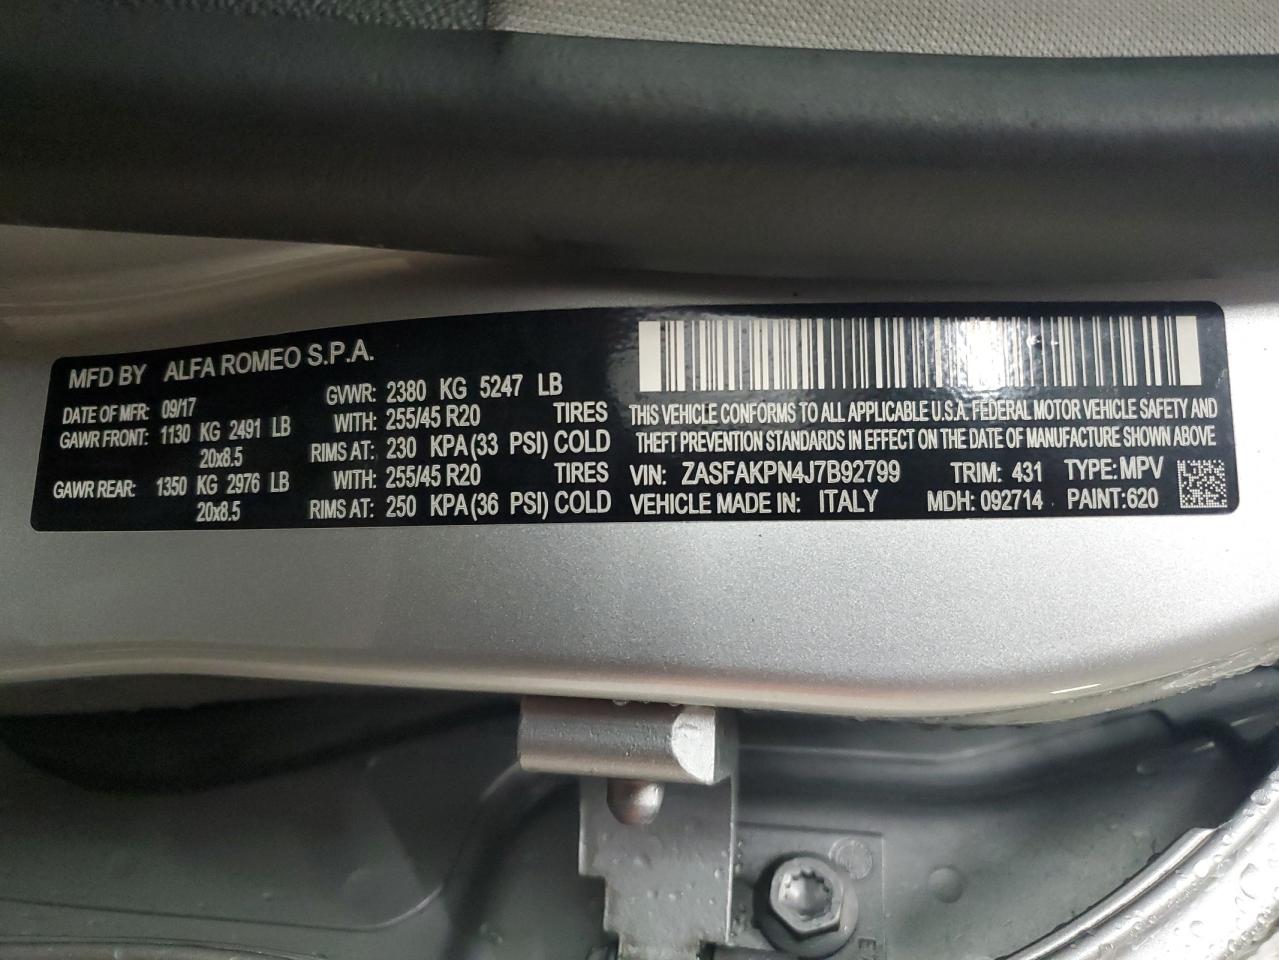 MFD BY ALFA ROMEO S.P.A.
DATE OF MFR: 09/17 GVWR: 2380 KG 5247 LB
GAWR FRONT: 1130 KG 2491 LB WITH: 255/45 R20 TIRES
20x8.5 RIMS AT: 230 KPA(33 PSI) COLD
GAWR REAR: 1350 KG 2976 LB WITH: 255/45 R20 TIRES
20x8.5 RIMS AT: 250 KPA(36 PSI) COLD
THIS VEHICLE CONFORMS TO ALL APPLICABLE U.S.A. FEDERAL MOTOR VEHICLE SAFETY AND
THEFT PREVENTION STANDARDS IN EFFECT ON THE DATE OF MANUFACTURE SHOWN ABOVE
VIN: ZASFAKPN4J7B92799 TRIM: 431 TYPE: MPV
VEHICLE MADE IN: ITALY MDH: 092714 PAINT:620